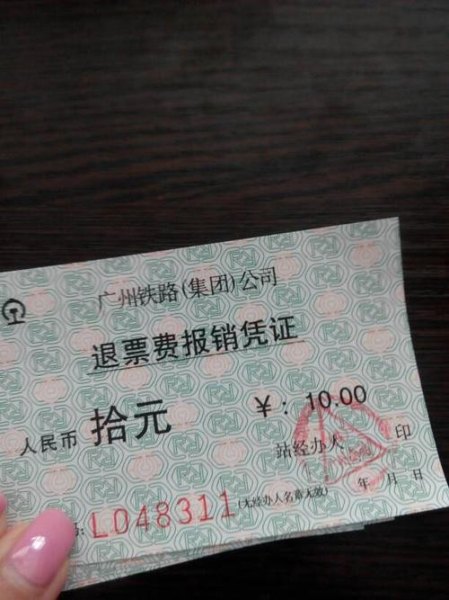 广州铁路(集团)公司
退票费报销凭证
人民币 拾元 ¥: 10.00
站经办人 印
L048311 (无经办人名章无效) 年 月 日